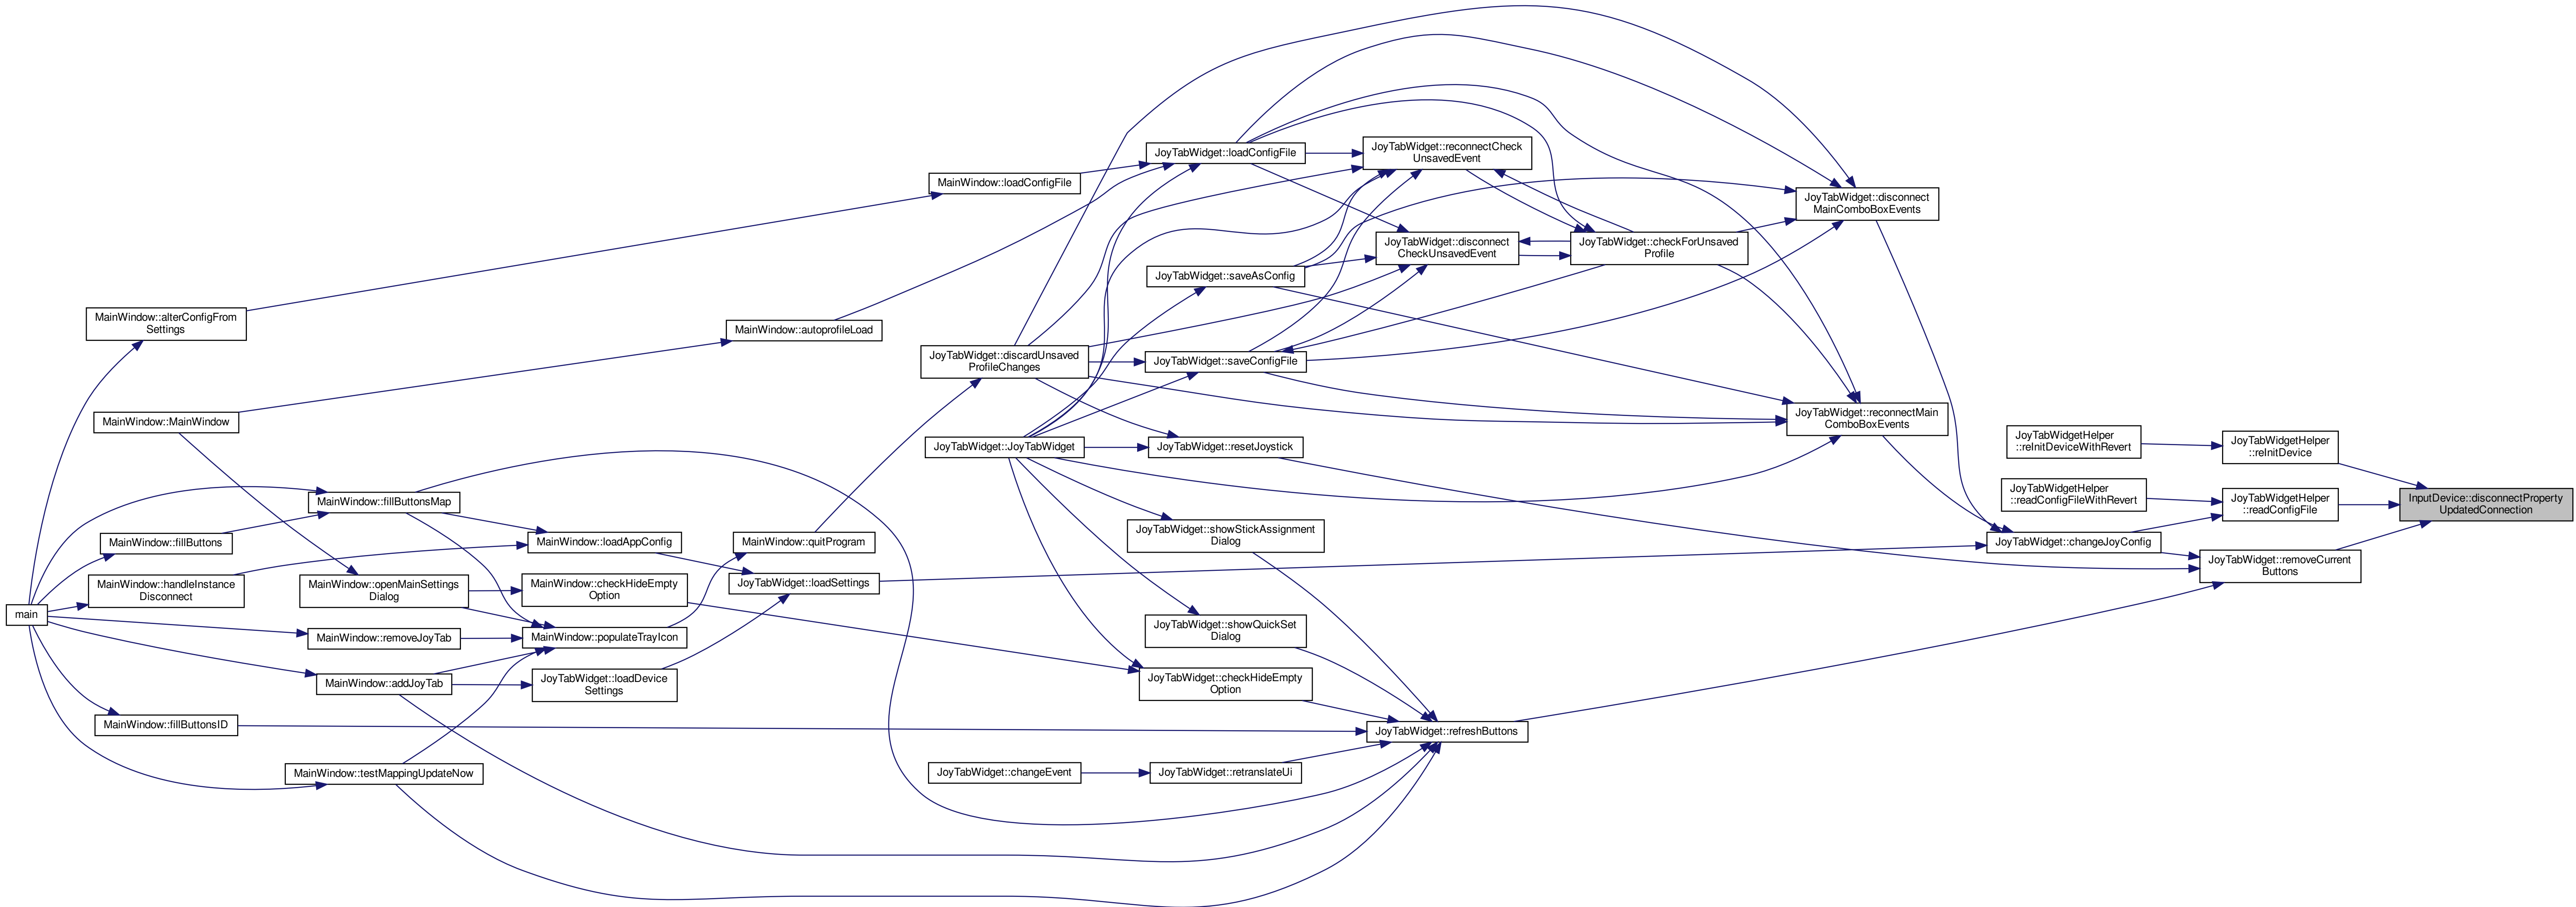 main
MainWindow::alterConfigFrom
Settings
MainWindow::MainWindow
MainWindow::fillButtons
MainWindow::handleInstance
Disconnect
MainWindow::fillButtonsID
MainWindow::fillButtonsMap
MainWindow::openMainSettings
Dialog
MainWindow::removeJoyTab
MainWindow::addJoyTab
MainWindow::testMappingUpdateNow
MainWindow::loadAppConfig
MainWindow::checkHideEmpty
Option
MainWindow::populateTrayIcon
JoyTabWidget::loadDevice
Settings
MainWindow::autoprofileLoad
MainWindow::quitProgram
JoyTabWidget::loadSettings
MainWindow::loadConfigFile
JoyTabWidget::discardUnsaved
ProfileChanges
JoyTabWidget::JoyTabWidget
JoyTabWidget::changeEvent
JoyTabWidget::loadConfigFile
JoyTabWidget::saveAsConfig
JoyTabWidget::saveConfigFile
JoyTabWidget::resetJoystick
JoyTabWidget::showStickAssignment
Dialog
JoyTabWidget::showQuickSet
Dialog
JoyTabWidget::checkHideEmpty
Option
JoyTabWidget::retranslateUi
JoyTabWidget::reconnectCheck
UnsavedEvent
JoyTabWidget::disconnect
CheckUnsavedEvent
JoyTabWidget::refreshButtons
JoyTabWidget::checkForUnsaved
Profile
JoyTabWidget::disconnect
MainComboBoxEvents
JoyTabWidget::reconnectMain
ComboBoxEvents
JoyTabWidgetHelper
::reInitDeviceWithRevert
JoyTabWidgetHelper
::readConfigFileWithRevert
JoyTabWidget::changeJoyConfig
JoyTabWidgetHelper
::reInitDevice
JoyTabWidgetHelper
::readConfigFile
JoyTabWidget::removeCurrent
Buttons
InputDevice::disconnectProperty
UpdatedConnection